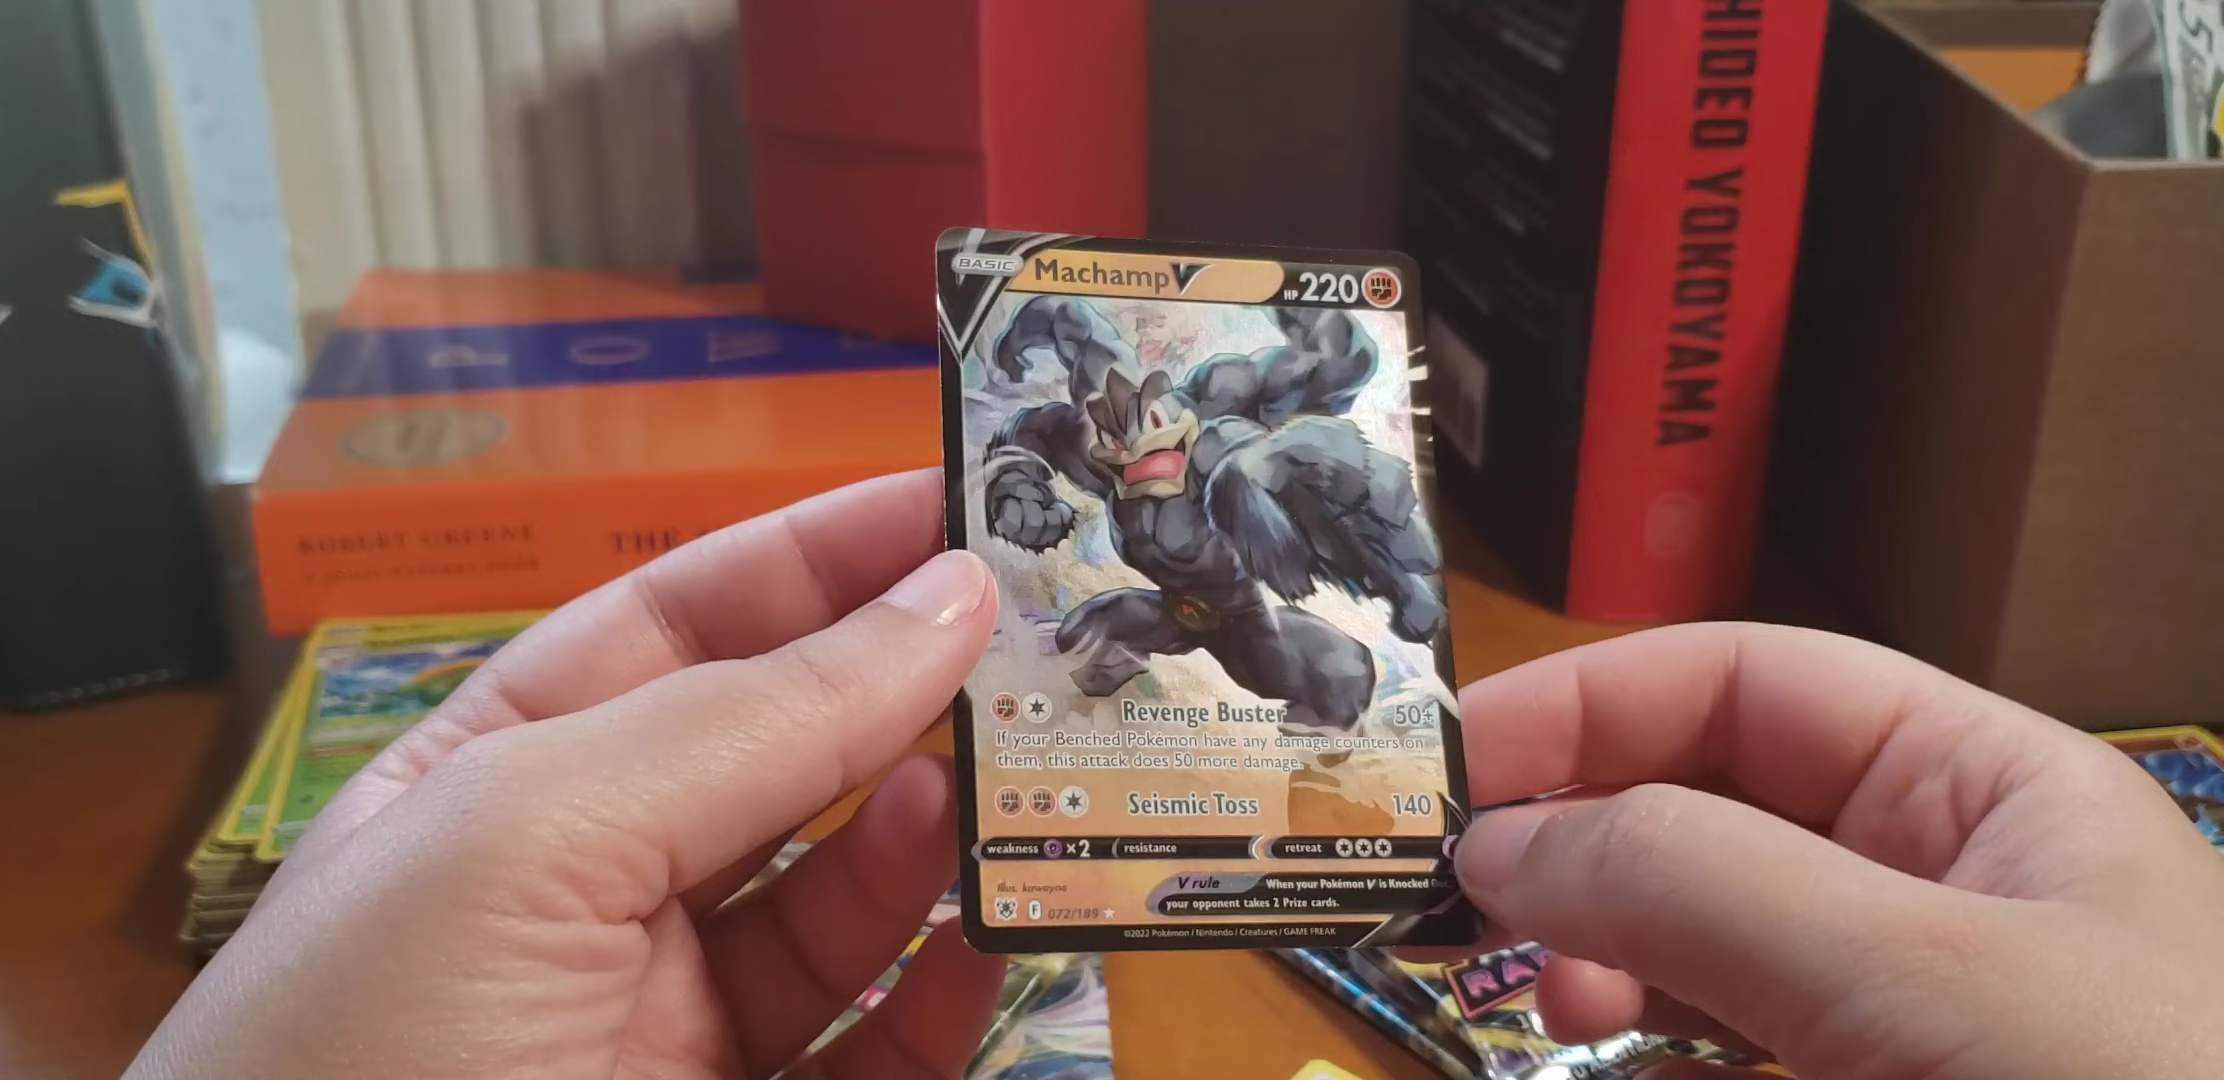 HIDEO YOKOYAMA
ROBERT GREENE
THE
BASIC
Machamp V
HP 220
Revenge Buster 50+
If your Benched Pokémon have any damage counters on
them, this attack does 50 more damage.
Seismic Toss 140
weakness ×2 resistance retreat
illus. kawayoo
V rule When your Pokémon V is Knocked Out,
your opponent takes 2 Prize cards.
F 072/189
©2022 Pokémon / Nintendo / Creatures / GAME FREAK